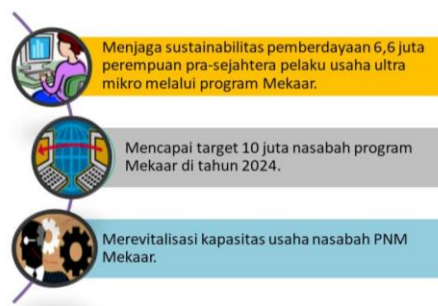 Menjaga sustainabilitas pemberdayaan 6,6 juta
perempuan pra-sejahtera pelaku usaha ultra
mikro melalui program Mekaar.
Mencapai target 10 juta nasabah program
Mekaar di tahun 2024.
Merevitalisasi kapasitas usaha nasabah PNM
Mekaar.